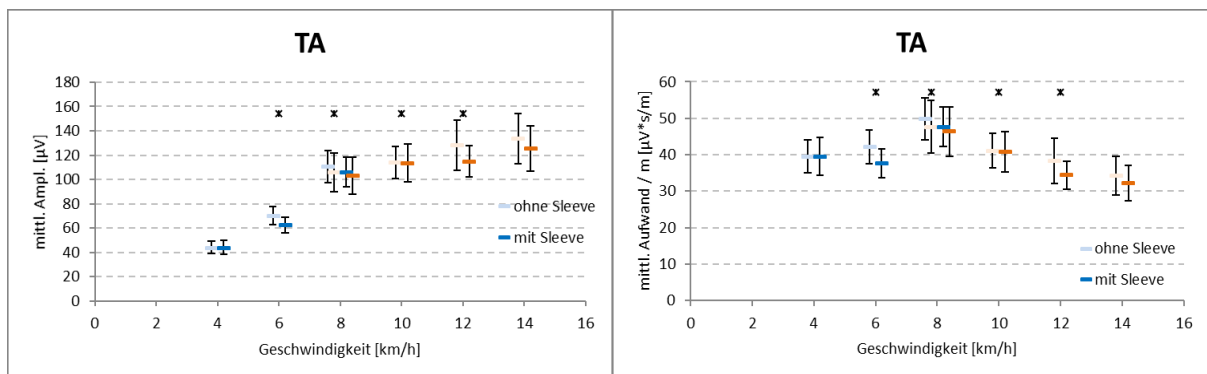 TA
mittl. Ampl. [µV]
180
160
140
120
100
80
60
40
20
0
0 2 4 6 8 10 12 14 16
Geschwindigkeit [km/h]
ohne Sleeve
mit Sleeve
TA
mittl. Aufwand / m [µV*s/m]
60
50
40
30
20
10
0
0 2 4 6 8 10 12 14 16
Geschwindigkeit [km/h]
ohne Sleeve
mit Sleeve